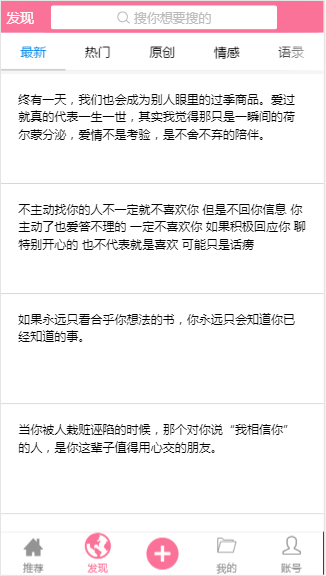 发现
搜你想要搜的
最新 热门 原创 情感 语录
终有一天，我们也会成为别人眼里的过季商品。爱过
就真的代表一生一世，其实我觉得那只是一瞬间的荷
尔蒙分泌，爱情不是考验，是不舍不弃的陪伴。
不主动找你的人不一定就不喜欢你 但是不回你信息 你
主动了也爱答不理的 一定不喜欢你 如果积极回应你 聊
特别开心的 也不代表就是喜欢 可能只是话痨
如果永远只看合乎你想法的书，你永远只会知道你已
经知道的事。
当你被人栽赃诬陷的时候，那个对你说“我相信你”
的人，是你这辈子值得用心交的朋友。
推荐 发现 我的 账号